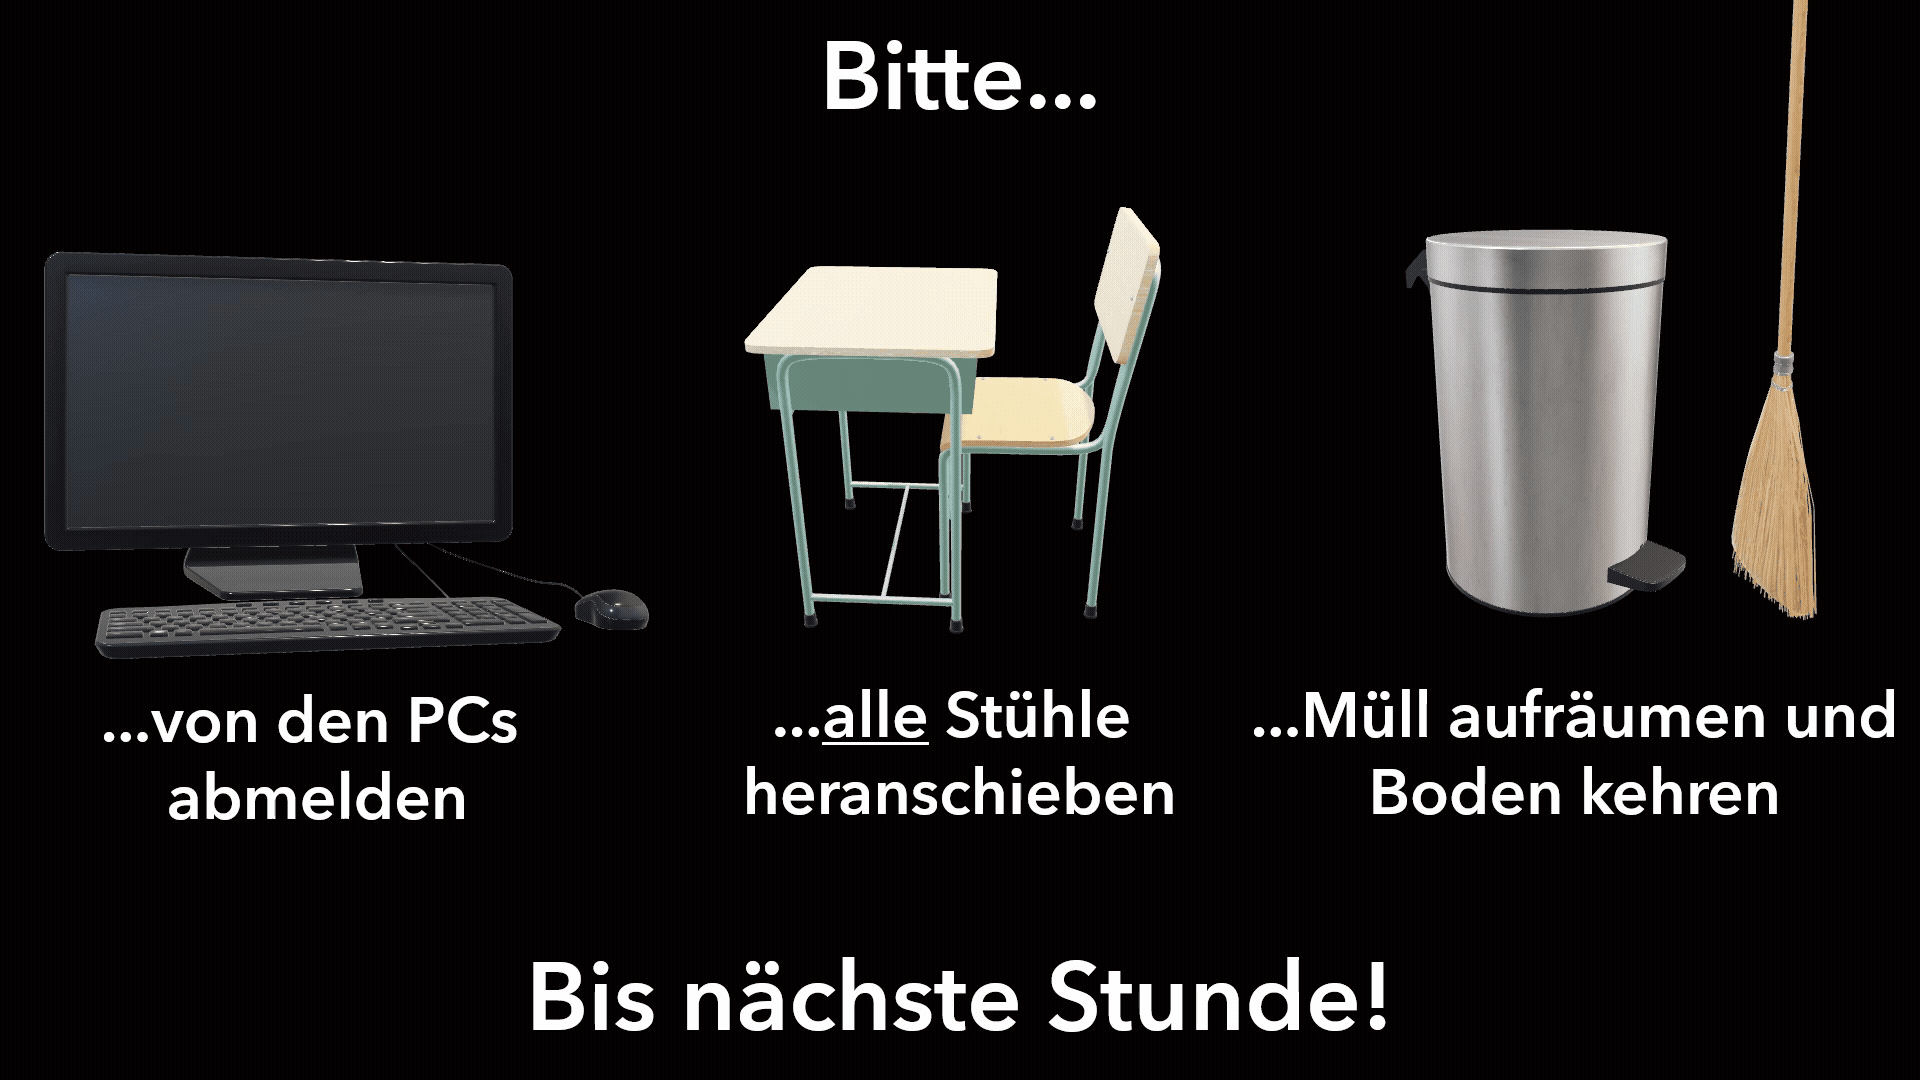 Bitte...
...von den PCs
abmelden
...alle Stühle
heranschieben
...Müll aufräumen und
Boden kehren
Bis nächste Stunde!